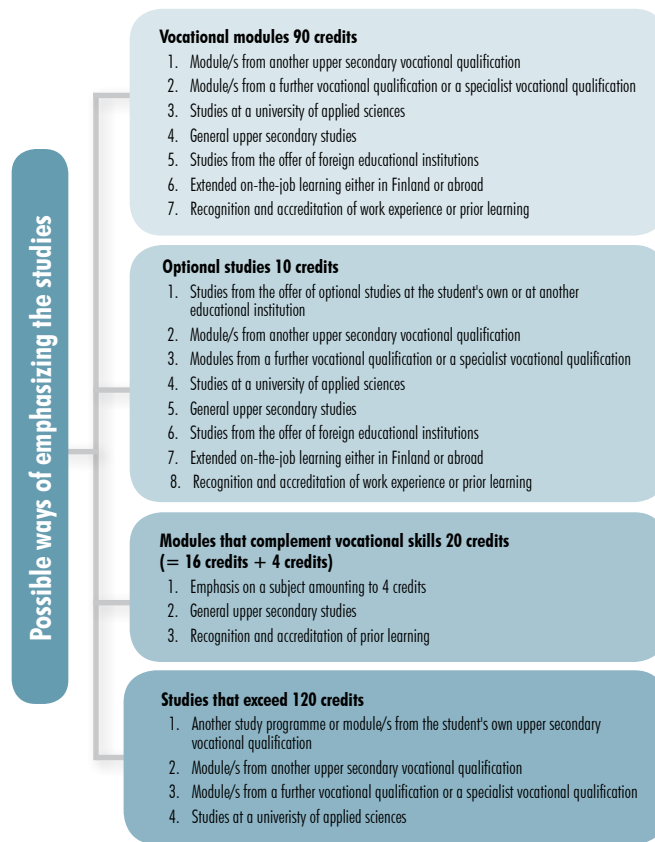 Possible ways of emphasizing the studies
Vocational modules 90 credits
1. Module/s from another upper secondary vocational qualification
2. Module/s from a further vocational qualification or a specialist vocational qualification
3. Studies at a university of applied sciences
4. General upper secondary studies
5. Studies from the offer of foreign educational institutions
6. Extended on-the-job learning either in Finland or abroad
7. Recognition and accreditation of work experience or prior learning
Optional studies 10 credits
1. Studies from the offer of optional studies at the student's own or at another
educational institution
2. Module/s from another upper secondary vocational qualification
3. Modules from a further vocational qualification or a specialist vocational qualification
4. Studies at a university of applied sciences
5. General upper secondary studies
6. Studies from the offer of foreign educational institutions
7. Extended on-the-job learning either in Finland or abroad
8. Recognition and accreditation of work experience or prior learning
Modules that complement vocational skills 20 credits
(= 16 credits + 4 credits)
1. Emphasis on a subject amounting to 4 credits
2. General upper secondary studies
3. Recognition and accreditation of prior learning
Studies that exceed 120 credits
1. Another study programme or module/s from the student's own upper secondary
vocational qualification
2. Module/s from another upper secondary vocational qualification
3. Module/s from a further vocational qualification or a specialist vocational qualification
4. Studies at a univeristy of applied sciences